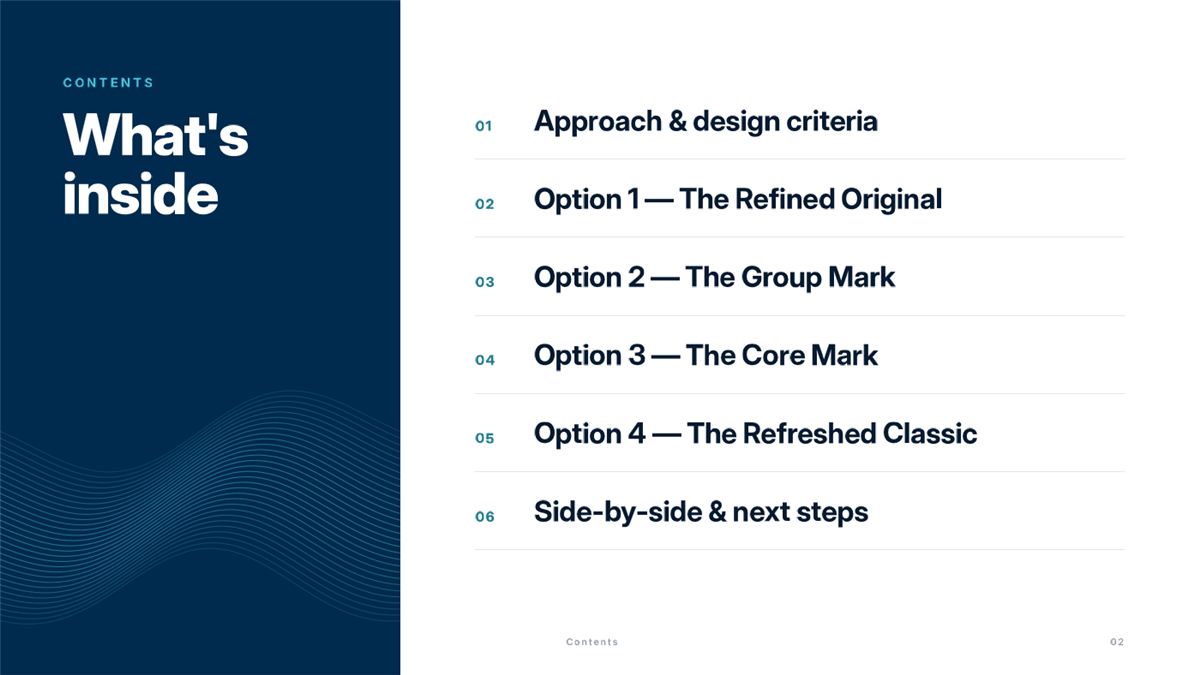 CONTENTS
What's
inside
01 Approach & design criteria
02 Option 1 — The Refined Original
03 Option 2 — The Group Mark
04 Option 3 — The Core Mark
05 Option 4 — The Refreshed Classic
06 Side-by-side & next steps
Contents 02